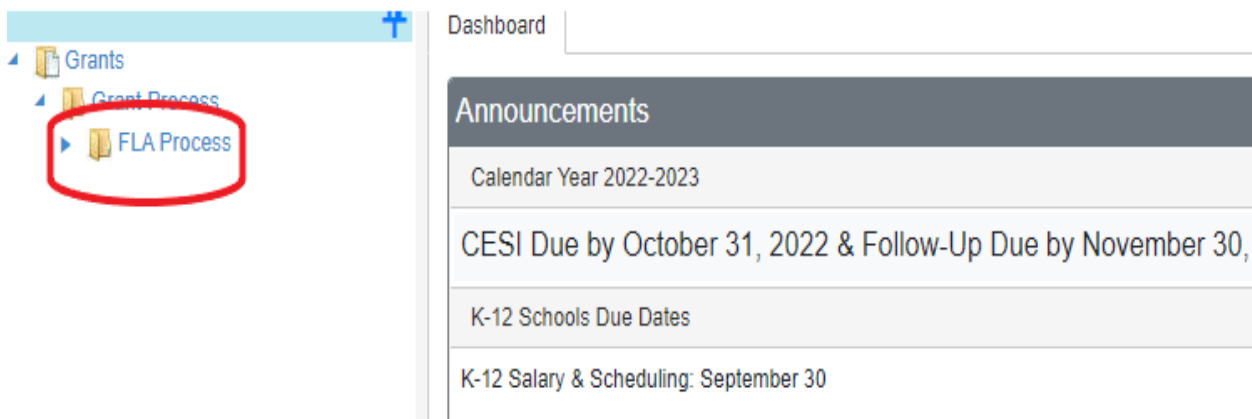 Dashboard
Grants
Grant Process
FLA Process
Announcements
Calendar Year 2022-2023
CESI Due by October 31, 2022 & Follow-Up Due by November 30,
K-12 Schools Due Dates
K-12 Salary & Scheduling: September 30